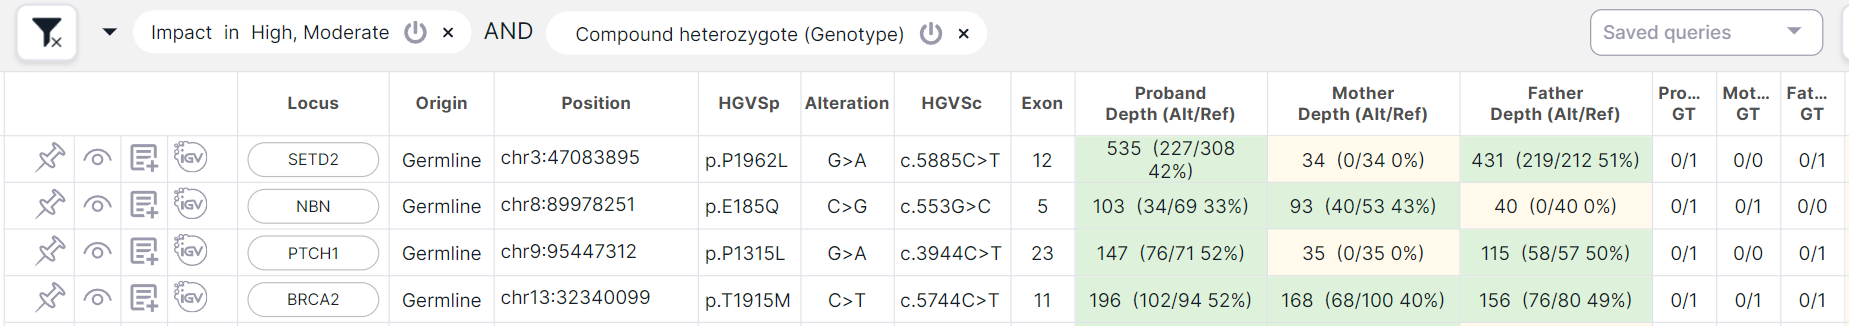 Impact in High, Moderate × AND Compound heterozygote (Genotype) × Saved queries
Locus Origin Position HGVSp Alteration HGVSc Exon Proband Depth (Alt/Ref) Mother Depth (Alt/Ref) Father Depth (Alt/Ref) Pro... GT Mot... GT Fat... GT
IGV SETD2 Germline chr3:47083895 p.P1962L G>A c.5885C>T 12 535 (227/308 42%) 34 (0/34 0%) 431 (219/212 51%) 0/1 0/0 0/1
IGV NBN Germline chr8:89978251 p.E185Q C>G c.553G>C 5 103 (34/69 33%) 93 (40/53 43%) 40 (0/40 0%) 0/1 0/1 0/0
IGV PTCH1 Germline chr9:95447312 p.P1315L G>A c.3944C>T 23 147 (76/71 52%) 35 (0/35 0%) 115 (58/57 50%) 0/1 0/0 0/1
IGV BRCA2 Germline chr13:32340099 p.T1915M C>T c.5744C>T 11 196 (102/94 52%) 168 (68/100 40%) 156 (76/80 49%) 0/1 0/1 0/1